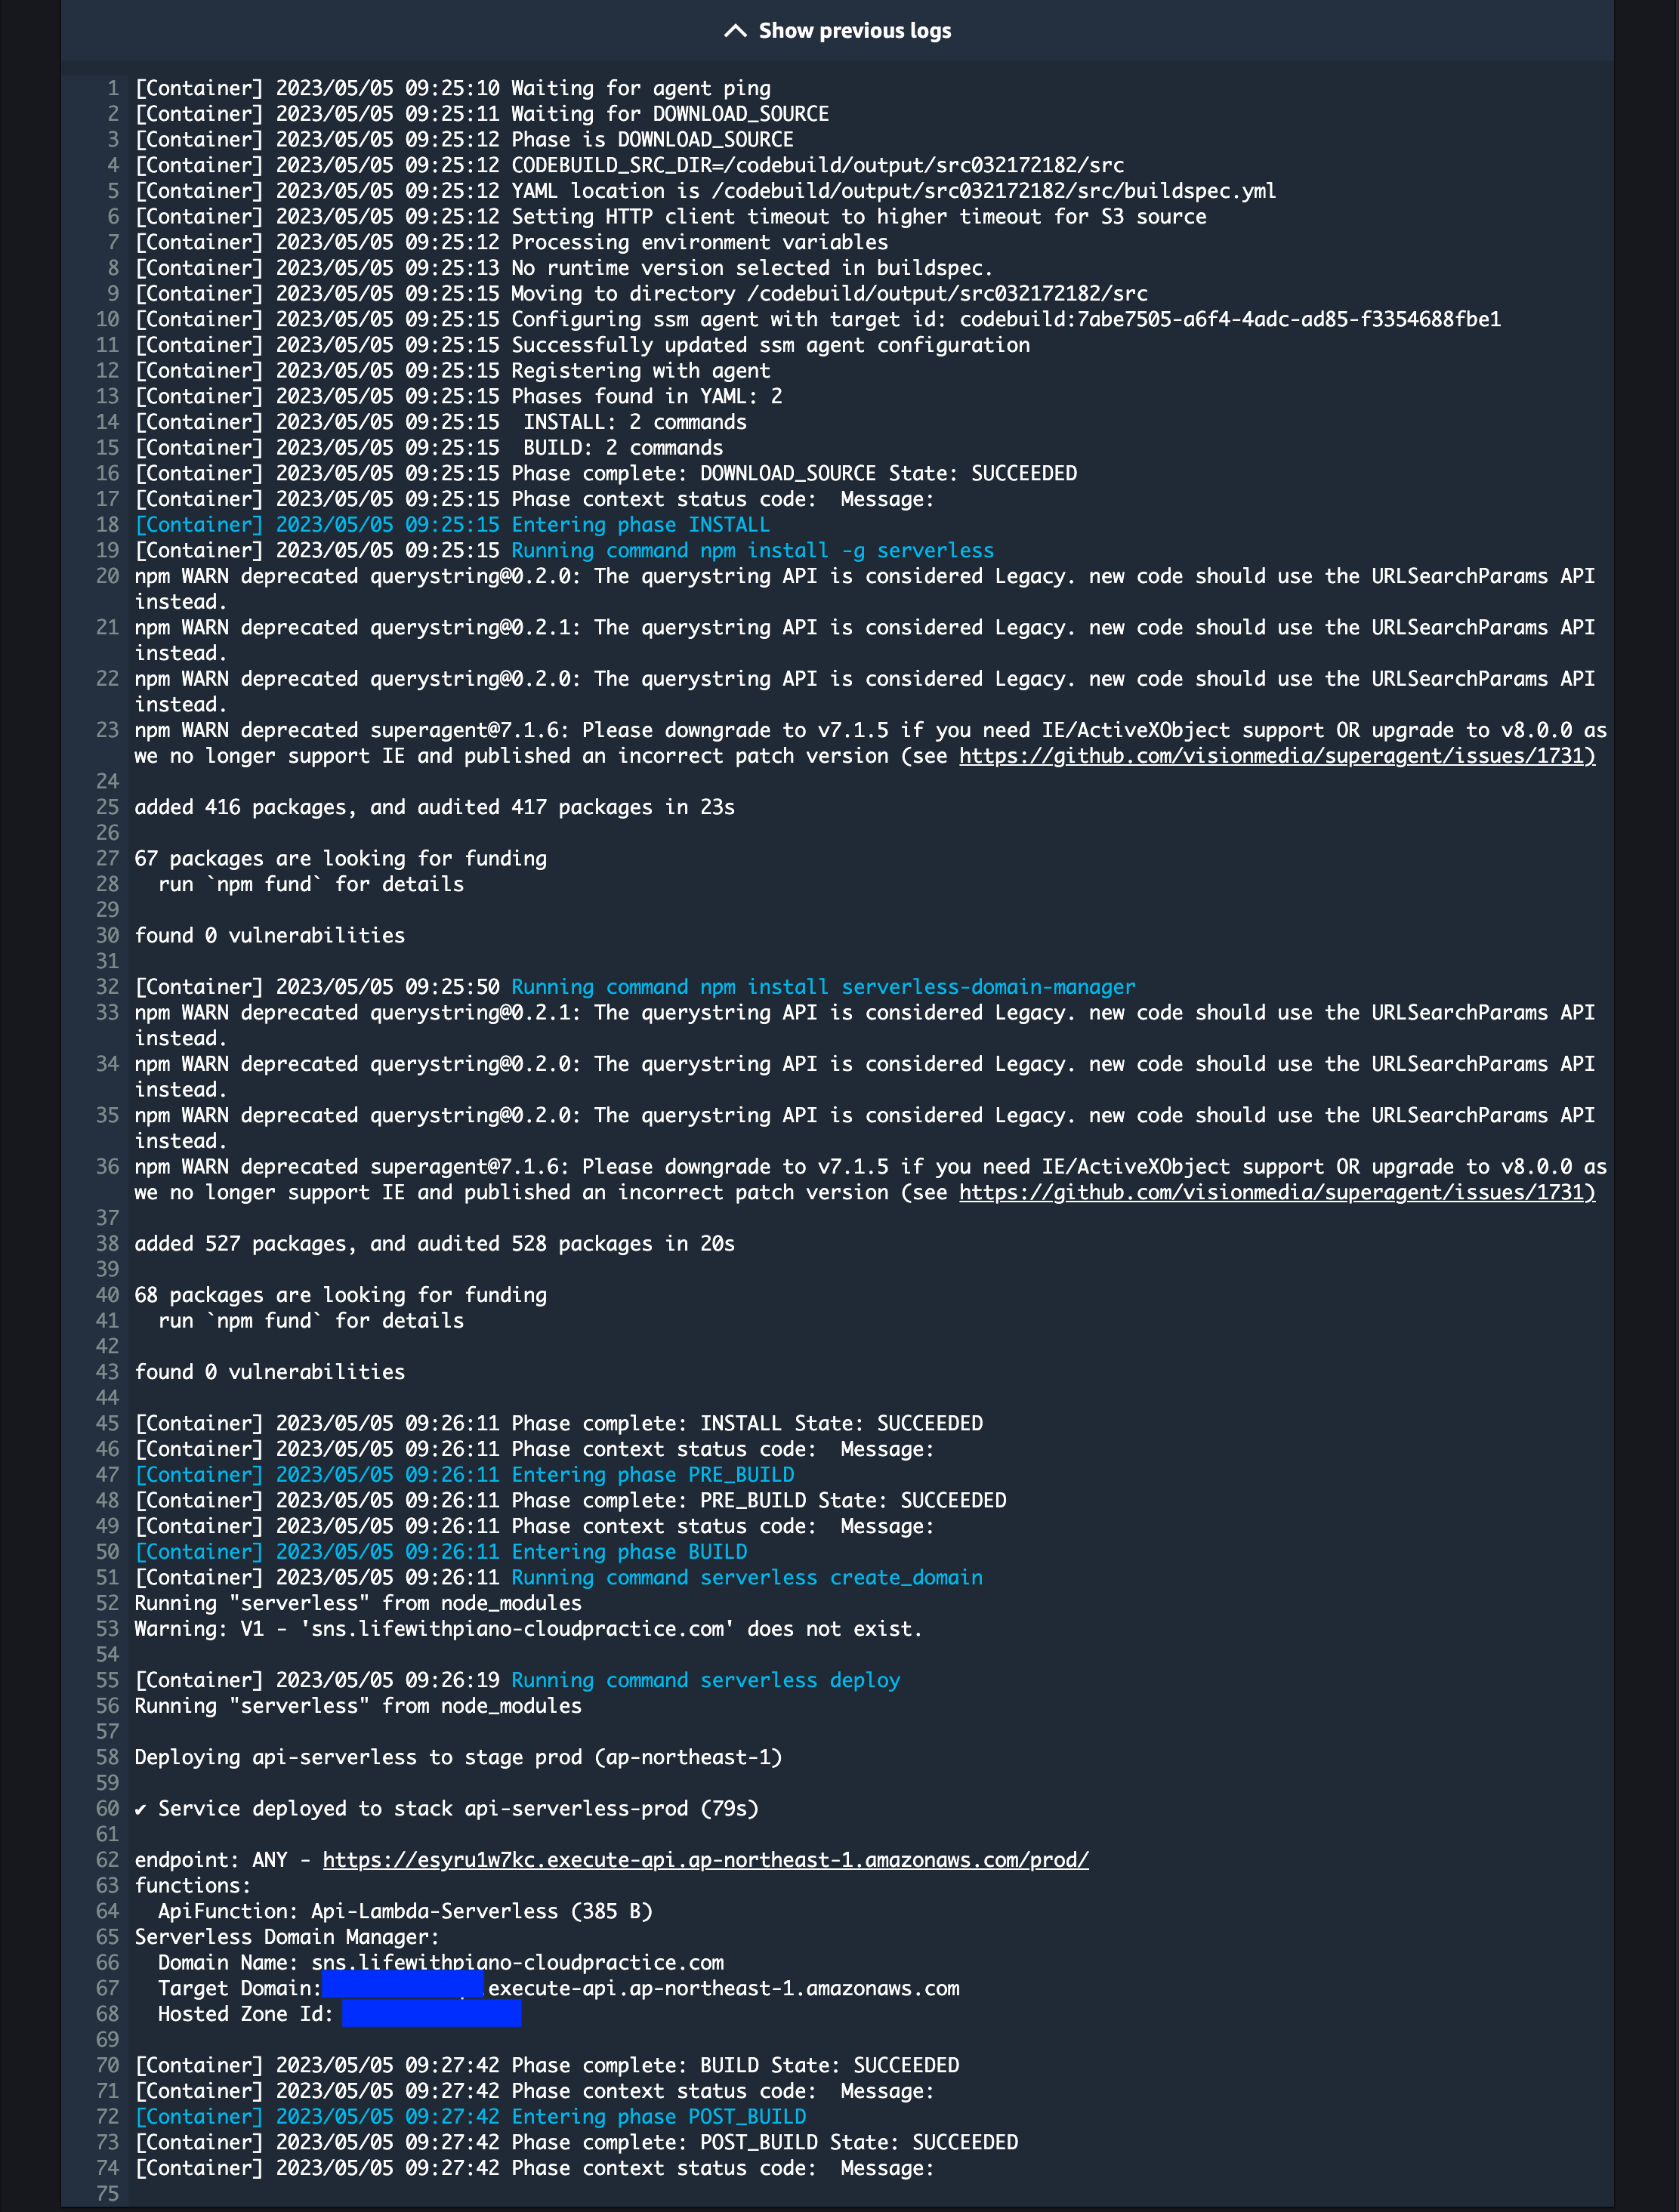 Show previous logs
1 [Container] 2023/05/05 09:25:10 Waiting for agent ping
2 [Container] 2023/05/05 09:25:11 Waiting for DOWNLOAD_SOURCE
3 [Container] 2023/05/05 09:25:12 Phase is DOWNLOAD_SOURCE
4 [Container] 2023/05/05 09:25:12 CODEBUILD_SRC_DIR=/codebuild/output/src032172182/src
5 [Container] 2023/05/05 09:25:12 YAML location is /codebuild/output/src032172182/src/buildspec.yml
6 [Container] 2023/05/05 09:25:12 Setting HTTP client timeout to higher timeout for S3 source
7 [Container] 2023/05/05 09:25:12 Processing environment variables
8 [Container] 2023/05/05 09:25:13 No runtime version selected in buildspec.
9 [Container] 2023/05/05 09:25:15 Moving to directory /codebuild/output/src032172182/src
10 [Container] 2023/05/05 09:25:15 Configuring ssm agent with target id: codebuild:7abe7505-a6f4-4adc-ad85-f3354688fbe1
11 [Container] 2023/05/05 09:25:15 Successfully updated ssm agent configuration
12 [Container] 2023/05/05 09:25:15 Registering with agent
13 [Container] 2023/05/05 09:25:15 Phases found in YAML: 2
14 [Container] 2023/05/05 09:25:15  INSTALL: 2 commands
15 [Container] 2023/05/05 09:25:15  BUILD: 2 commands
16 [Container] 2023/05/05 09:25:15 Phase complete: DOWNLOAD_SOURCE State: SUCCEEDED
17 [Container] 2023/05/05 09:25:15 Phase context status code:  Message:
18 [Container] 2023/05/05 09:25:15 Entering phase INSTALL
19 [Container] 2023/05/05 09:25:15 Running command npm install -g serverless
20 npm WARN deprecated querystring@0.2.0: The querystring API is considered Legacy. new code should use the URLSearchParams API
instead.
21 npm WARN deprecated querystring@0.2.1: The querystring API is considered Legacy. new code should use the URLSearchParams API
instead.
22 npm WARN deprecated querystring@0.2.0: The querystring API is considered Legacy. new code should use the URLSearchParams API
instead.
23 npm WARN deprecated superagent@7.1.6: Please downgrade to v7.1.5 if you need IE/ActiveXObject support OR upgrade to v8.0.0 as
we no longer support IE and published an incorrect patch version (see https://github.com/visionmedia/superagent/issues/1731)
24
25 added 416 packages, and audited 417 packages in 23s
26
27 67 packages are looking for funding
28   run `npm fund` for details
29
30 found 0 vulnerabilities
31
32 [Container] 2023/05/05 09:25:50 Running command npm install serverless-domain-manager
33 npm WARN deprecated querystring@0.2.1: The querystring API is considered Legacy. new code should use the URLSearchParams API
instead.
34 npm WARN deprecated querystring@0.2.0: The querystring API is considered Legacy. new code should use the URLSearchParams API
instead.
35 npm WARN deprecated querystring@0.2.0: The querystring API is considered Legacy. new code should use the URLSearchParams API
instead.
36 npm WARN deprecated superagent@7.1.6: Please downgrade to v7.1.5 if you need IE/ActiveXObject support OR upgrade to v8.0.0 as
we no longer support IE and published an incorrect patch version (see https://github.com/visionmedia/superagent/issues/1731)
37
38 added 527 packages, and audited 528 packages in 20s
39
40 68 packages are looking for funding
41   run `npm fund` for details
42
43 found 0 vulnerabilities
44
45 [Container] 2023/05/05 09:26:11 Phase complete: INSTALL State: SUCCEEDED
46 [Container] 2023/05/05 09:26:11 Phase context status code:  Message:
47 [Container] 2023/05/05 09:26:11 Entering phase PRE_BUILD
48 [Container] 2023/05/05 09:26:11 Phase complete: PRE_BUILD State: SUCCEEDED
49 [Container] 2023/05/05 09:26:11 Phase context status code:  Message:
50 [Container] 2023/05/05 09:26:11 Entering phase BUILD
51 [Container] 2023/05/05 09:26:11 Running command serverless create_domain
52 Running "serverless" from node_modules
53 Warning: V1 - 'sns.lifewithpiano-cloudpractice.com' does not exist.
54
55 [Container] 2023/05/05 09:26:19 Running command serverless deploy
56 Running "serverless" from node_modules
57
58 Deploying api-serverless to stage prod (ap-northeast-1)
59
60 ✔ Service deployed to stack api-serverless-prod (79s)
61
62 endpoint: ANY - https://esyru1w7kc.execute-api.ap-northeast-1.amazonaws.com/prod/
63 functions:
64   ApiFunction: Api-Lambda-Serverless (385 B)
65 Serverless Domain Manager:
66   Domain Name: sns.lifewithpiano-cloudpractice.com
67   Target Domain: .execute-api.ap-northeast-1.amazonaws.com
68   Hosted Zone Id:
69
70 [Container] 2023/05/05 09:27:42 Phase complete: BUILD State: SUCCEEDED
71 [Container] 2023/05/05 09:27:42 Phase context status code:  Message:
72 [Container] 2023/05/05 09:27:42 Entering phase POST_BUILD
73 [Container] 2023/05/05 09:27:42 Phase complete: POST_BUILD State: SUCCEEDED
74 [Container] 2023/05/05 09:27:42 Phase context status code:  Message:
75